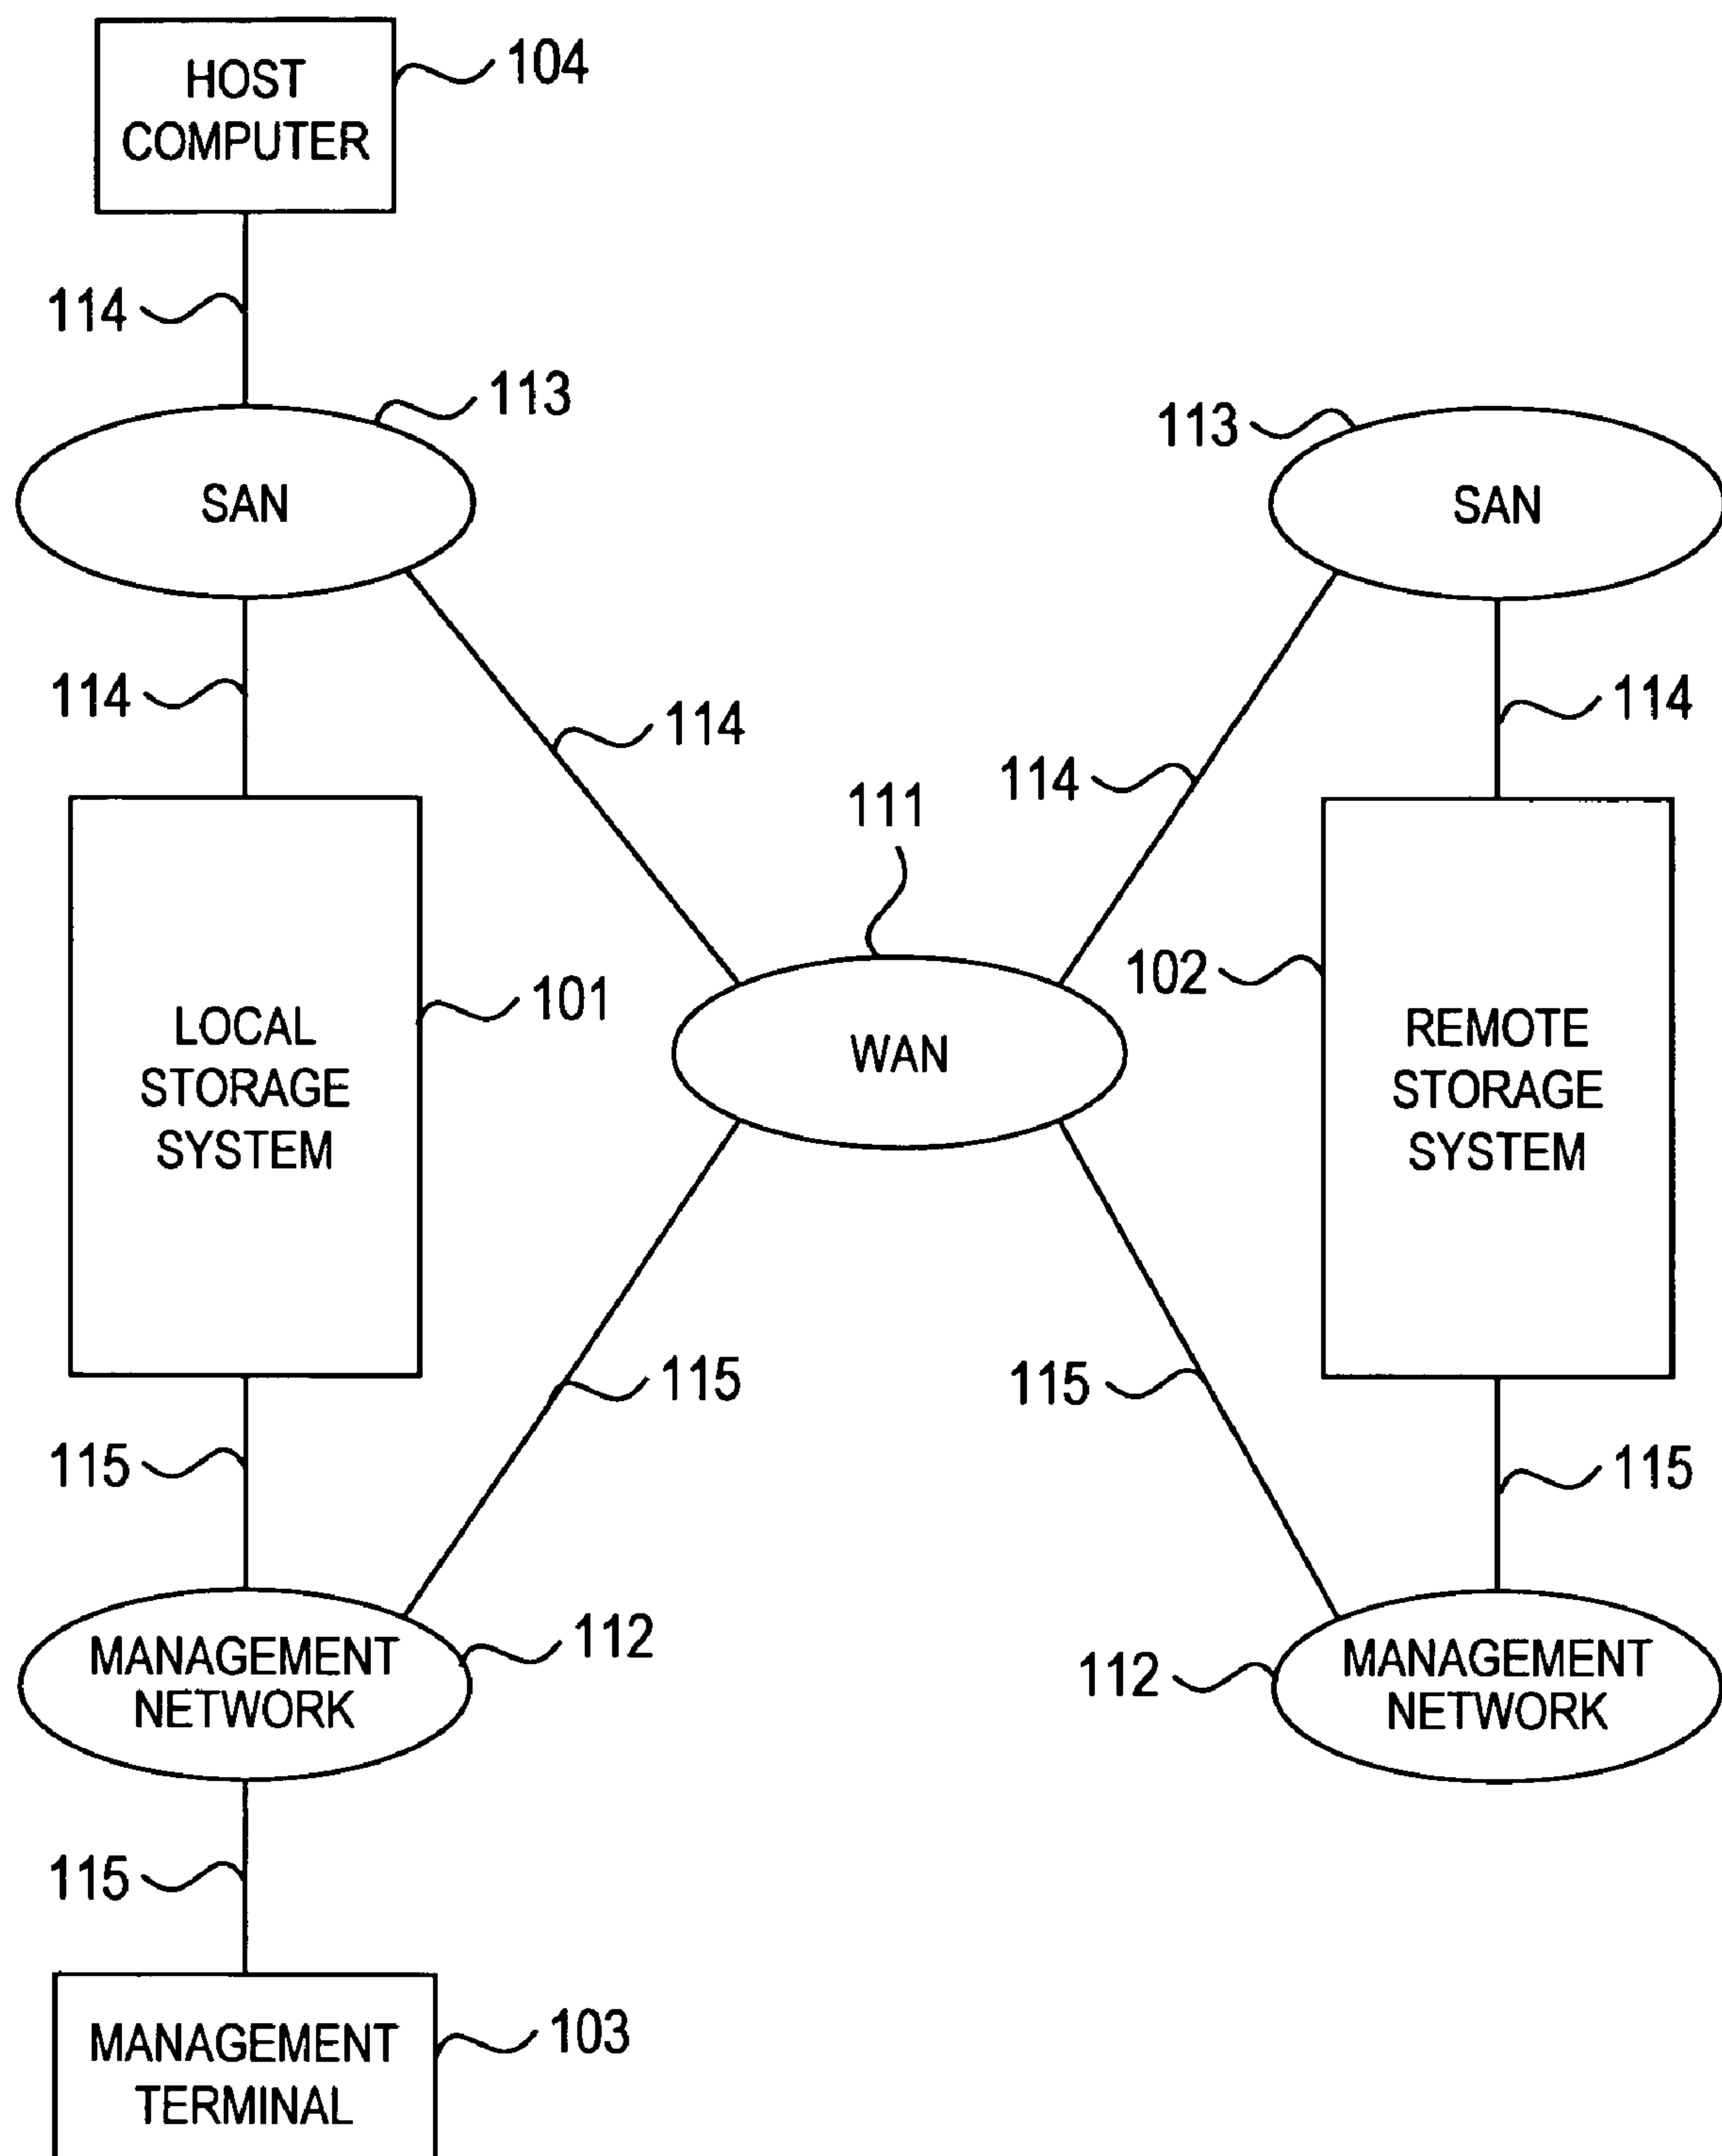 HOST
COMPUTER
104
114
113
SAN
113
SAN
114
114
114
114
111
LOCAL
STORAGE
SYSTEM
101
WAN
102
REMOTE
STORAGE
SYSTEM
115
115
115
115
MANAGEMENT
NETWORK
112
112
MANAGEMENT
NETWORK
115
MANAGEMENT
TERMINAL
103